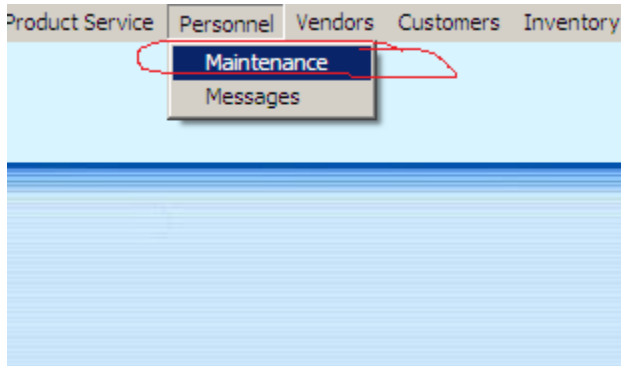 Product Service Personnel Vendors Customers Inventory
Maintenance
Messages